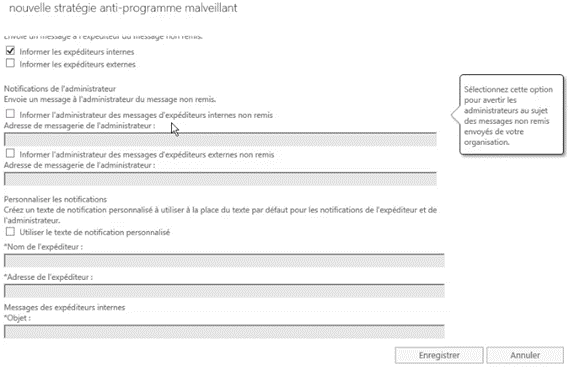 nouvelle stratégie anti-programme malveillant
Envoie un message à l'expéditeur du message non remis.
Informer les expéditeurs internes
Informer les expéditeurs externes
Notifications de l'administrateur
Envoie un message à l'administrateur du message non remis.
Informer l'administrateur des messages d'expéditeurs internes non remis
Adresse de messagerie de l'administrateur :
Informer l'administrateur des messages d'expéditeurs externes non remis
Adresse de messagerie de l'administrateur :
Personnaliser les notifications
Créez un texte de notification personnalisé à utiliser à la place du texte par défaut pour les notifications de l'expéditeur et de
l'administrateur.
Utiliser le texte de notification personnalisé
*Nom de l'expéditeur :
*Adresse de l'expéditeur :
Messages des expéditeurs internes
*Objet :
Sélectionnez cette option
pour avertir les
administrateurs au sujet
des messages non remis
envoyés de votre
organisation.
Enregistrer
Annuler